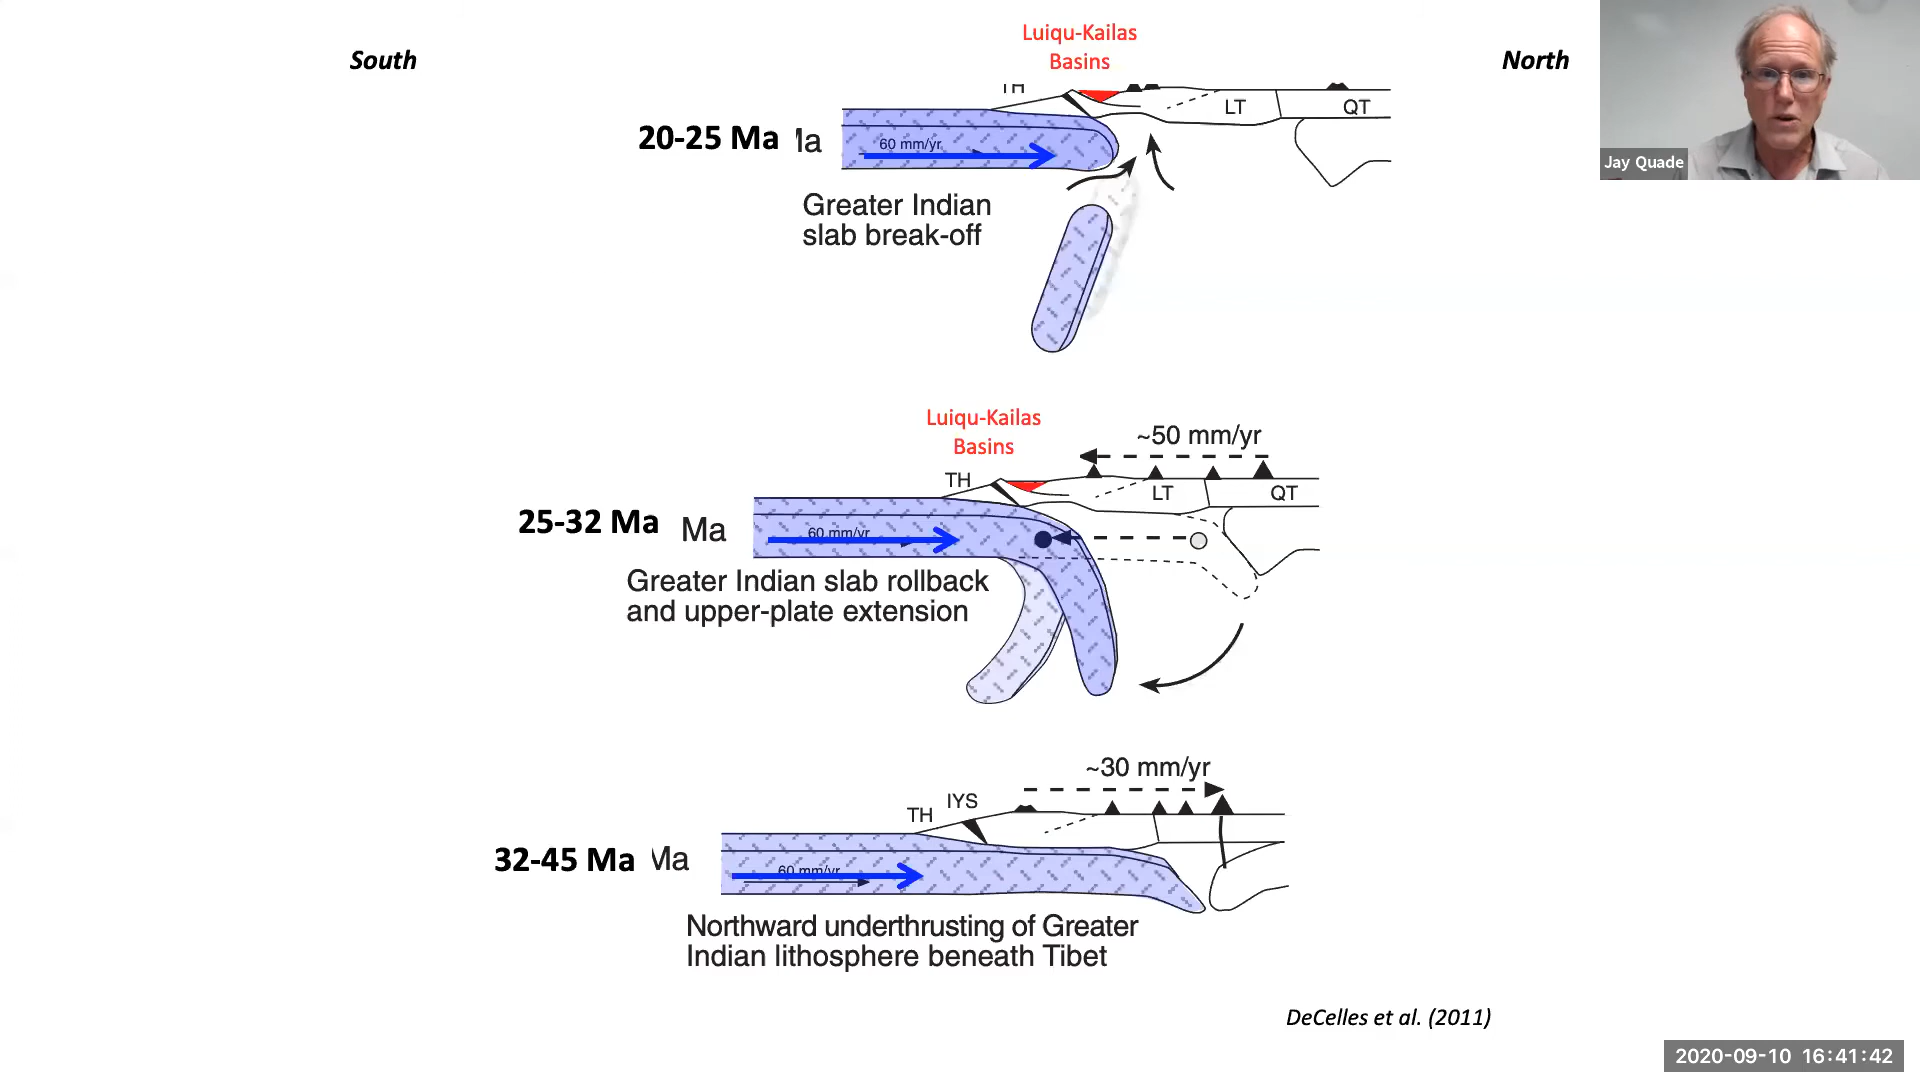 South
North
Luiqu-Kailas
Basins
TH
LT
QT
20-25 Ma
Ma
60 mm/yr
Greater Indian
slab break-off
Jay Quade
Luiqu-Kailas
Basins
~50 mm/yr
TH
LT
QT
25-32 Ma
Ma
60 mm/yr
Greater Indian slab rollback
and upper-plate extension
~30 mm/yr
IYS
TH
32-45 Ma
Ma
60 mm/yr
Northward underthrusting of Greater
Indian lithosphere beneath Tibet
DeCelles et al. (2011)
2020-09-10 16:41:42